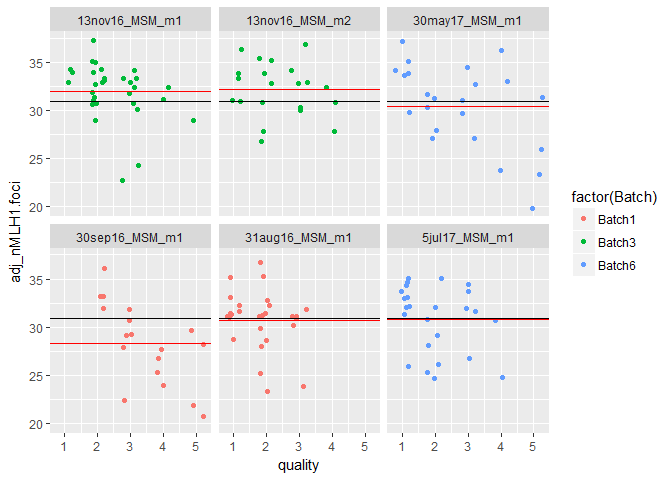 13nov16_MSM_m1 13nov16_MSM_m2 30may17_MSM_m1
35
30
25
20
30sep16_MSM_m1 31aug16_MSM_m1 5jul17_MSM_m1
35
30
25
20
1 2 3 4 5 1 2 3 4 5 1 2 3 4 5
quality
adj_nMLH1.foci
factor(Batch)
Batch1
Batch3
Batch6